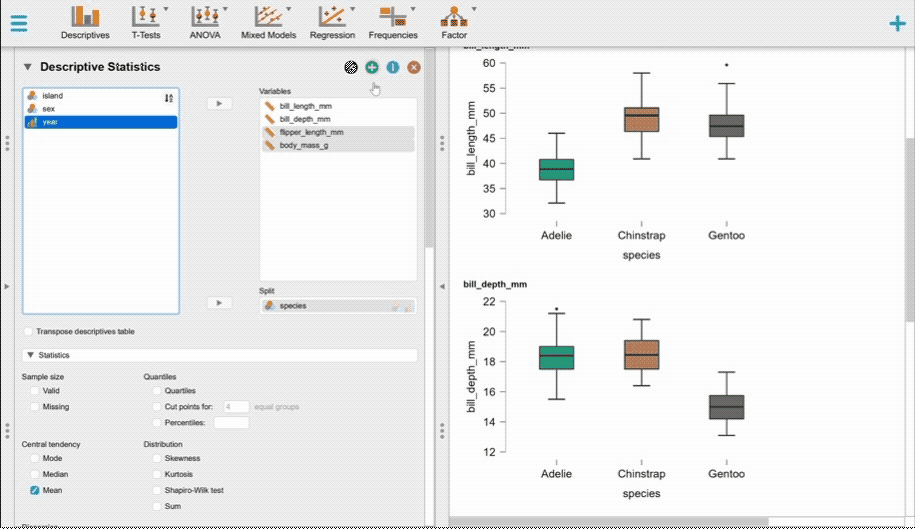 Descriptives T-Tests ANOVA Mixed Models Regression Frequencies Factor
Descriptive Statistics
island
sex
year
Variables
bill_length_mm
bill_depth_mm
flipper_length_mm
body_mass_g
Split
species
Transpose descriptives table
Statistics
Sample size
Valid
Missing
Quantiles
Quartiles
Cut points for: 4 equal groups
Percentiles:
Central tendency
Mode
Median
Mean
Distribution
Skewness
Kurtosis
Shapiro-Wilk test
Sum
bill_length_mm
bill_length_mm
60
55
50
45
40
35
30
Adelie Chinstrap Gentoo
species
bill_depth_mm
bill_depth_mm
22
20
18
16
14
12
Adelie Chinstrap Gentoo
species